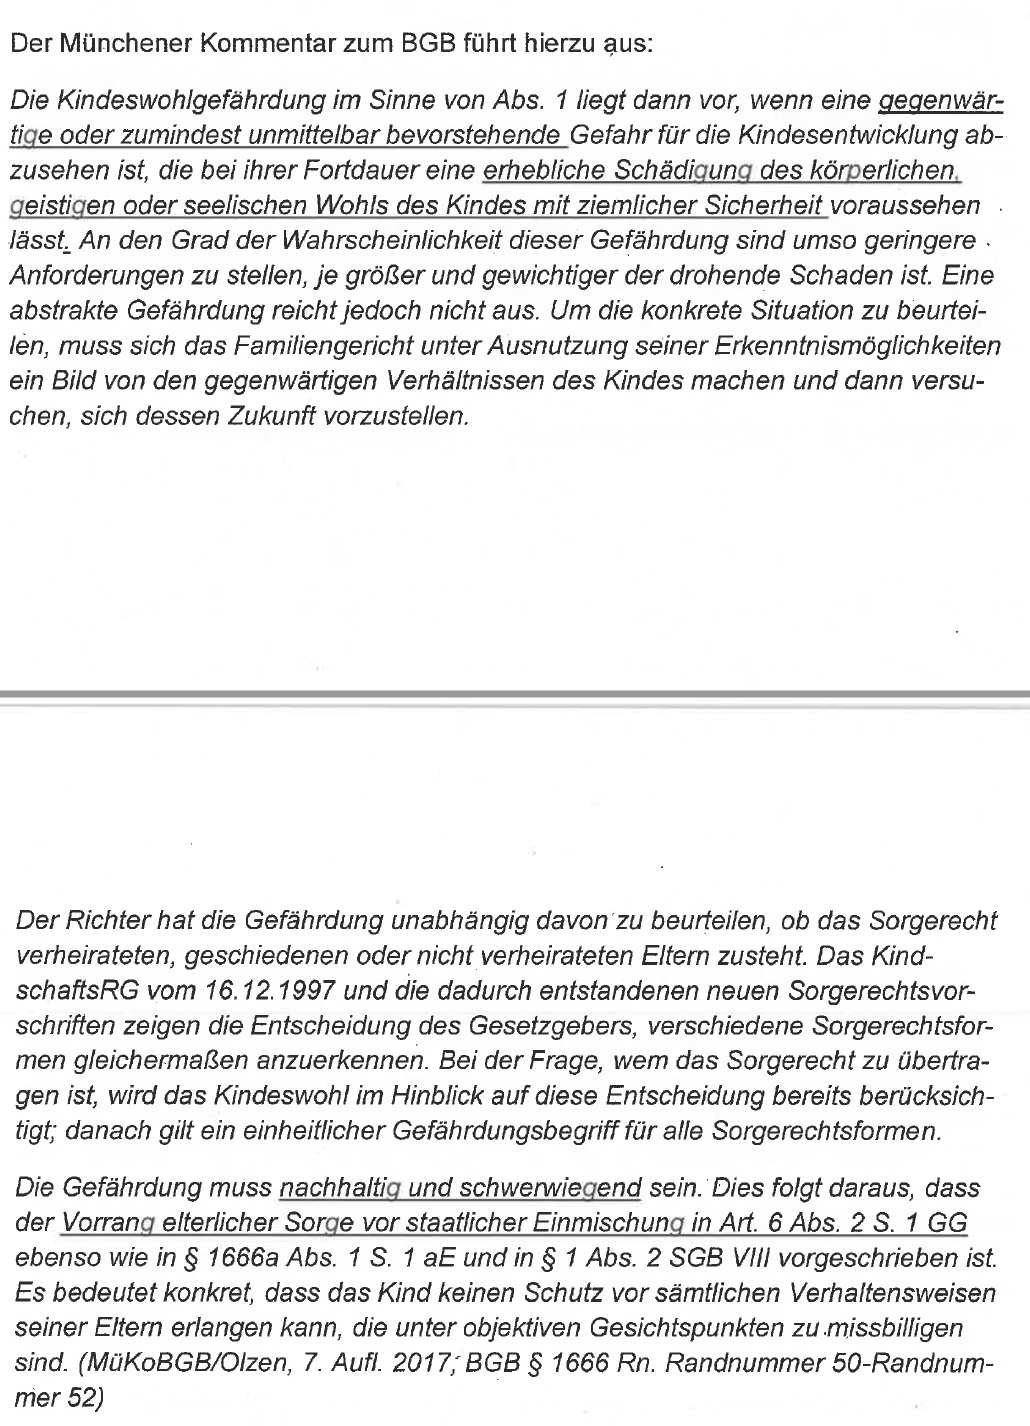 Der Münchener Kommentar zum BGB führt hierzu aus:
Die Kindeswohlgefährdung im Sinne von Abs. 1 liegt dann vor, wenn eine gegenwär-
tige oder zumindest unmittelbar bevorstehende Gefahr für die Kindesentwicklung ab-
zusehen ist, die bei ihrer Fortdauer eine erhebliche Schädigung des körperlichen,
geistigen oder seelischen Wohls des Kindes mit ziemlicher Sicherheit voraussehen
lässt. An den Grad der Wahrscheinlichkeit dieser Gefährdung sind umso geringere
Anforderungen zu stellen, je größer und gewichtiger der drohende Schaden ist. Eine
abstrakte Gefährdung reicht jedoch nicht aus. Um die konkrete Situation zu beurtei-
len, muss sich das Familiengericht unter Ausnutzung seiner Erkenntnismöglichkeiten
ein Bild von den gegenwärtigen Verhältnissen des Kindes machen und dann versu-
chen, sich dessen Zukunft vorzustellen.
Der Richter hat die Gefährdung unabhängig davon zu beurteilen, ob das Sorgerecht
verheirateten, geschiedenen oder nicht verheirateten Eltern zusteht. Das Kind-
schaftsRG vom 16.12.1997 und die dadurch entstandenen neuen Sorgerechtsvor-
schriften zeigen die Entscheidung des Gesetzgebers, verschiedene Sorgerechtsfor-
men gleichermaßen anzuerkennen. Bei der Frage, wem das Sorgerecht zu übertra-
gen ist, wird das Kindeswohl im Hinblick auf diese Entscheidung bereits berücksich-
tigt; danach gilt ein einheitlicher Gefährdungsbegriff für alle Sorgerechtsformen.
Die Gefährdung muss nachhaltig und schwerwiegend sein. Dies folgt daraus, dass
der Vorrang elterlicher Sorge vor staatlicher Einmischung in Art. 6 Abs. 2 S. 1 GG
ebenso wie in § 1666a Abs. 1 S. 1 aE und in § 1 Abs. 2 SGB VIII vorgeschrieben ist.
Es bedeutet konkret, dass das Kind keinen Schutz vor sämtlichen Verhaltensweisen
seiner Eltern erlangen kann, die unter objektiven Gesichtspunkten zu missbilligen
sind. (MüKoBGB/Olzen, 7. Aufl. 2017, BGB § 1666 Rn. Randnummer 50-Randnum-
mer 52)